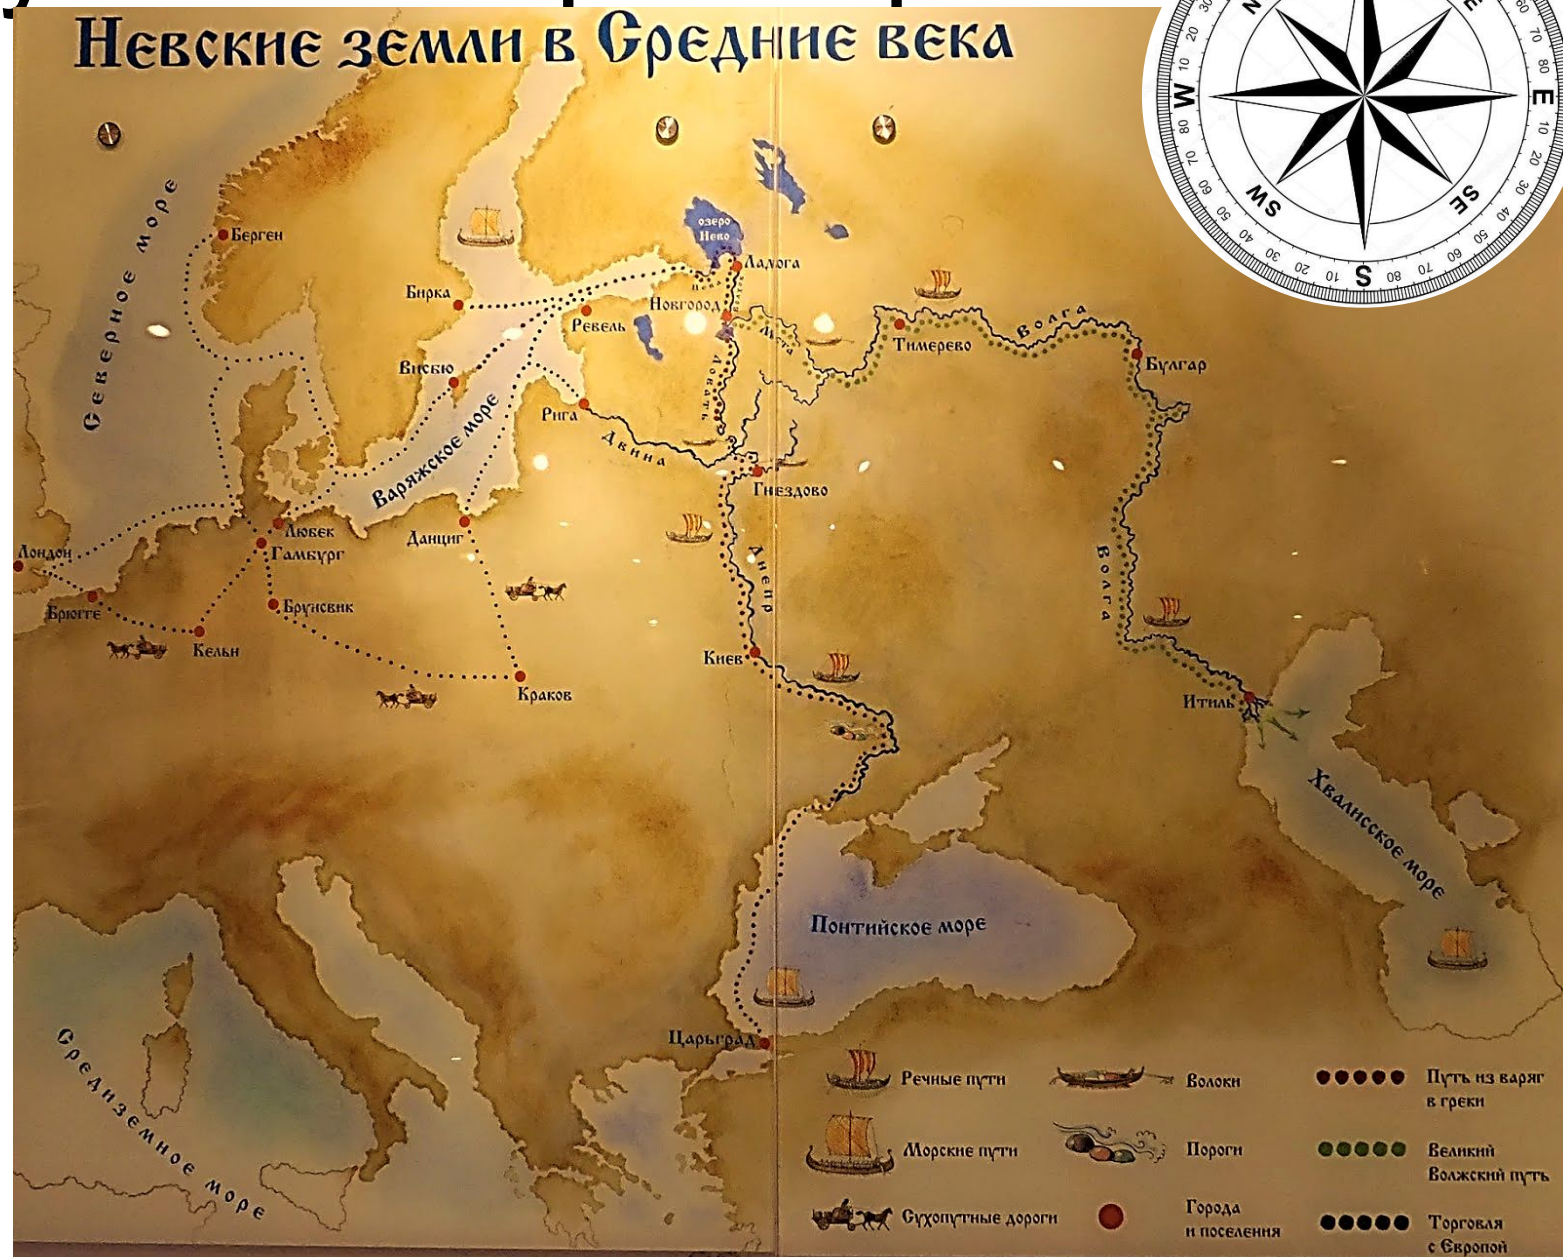 Невские земли в Средние века
Северное море
Берген
озеро
Нево
Ладога
Нева
Бирка
Новгород
Ревель
Мста
Волга
Тимерево
Булгар
Висбю
Ловать
Рига
Двина
Варяжское море
Гнездово
Любек
Гамбург
Данциг
Лондон
Днепр
Волга
Брюгге
Брунсвик
Кельн
Киев
Краков
Итиль
Хвалисское море
Понтийское море
Царьград
Средиземное море
Речные пути
Волоки
Путь из варяг
в греки
Морские пути
Пороги
Великий
Волжский путь
Сухопутные дороги
Города
и поселения
Торговля
с Европой
W
E
SW
SE
S